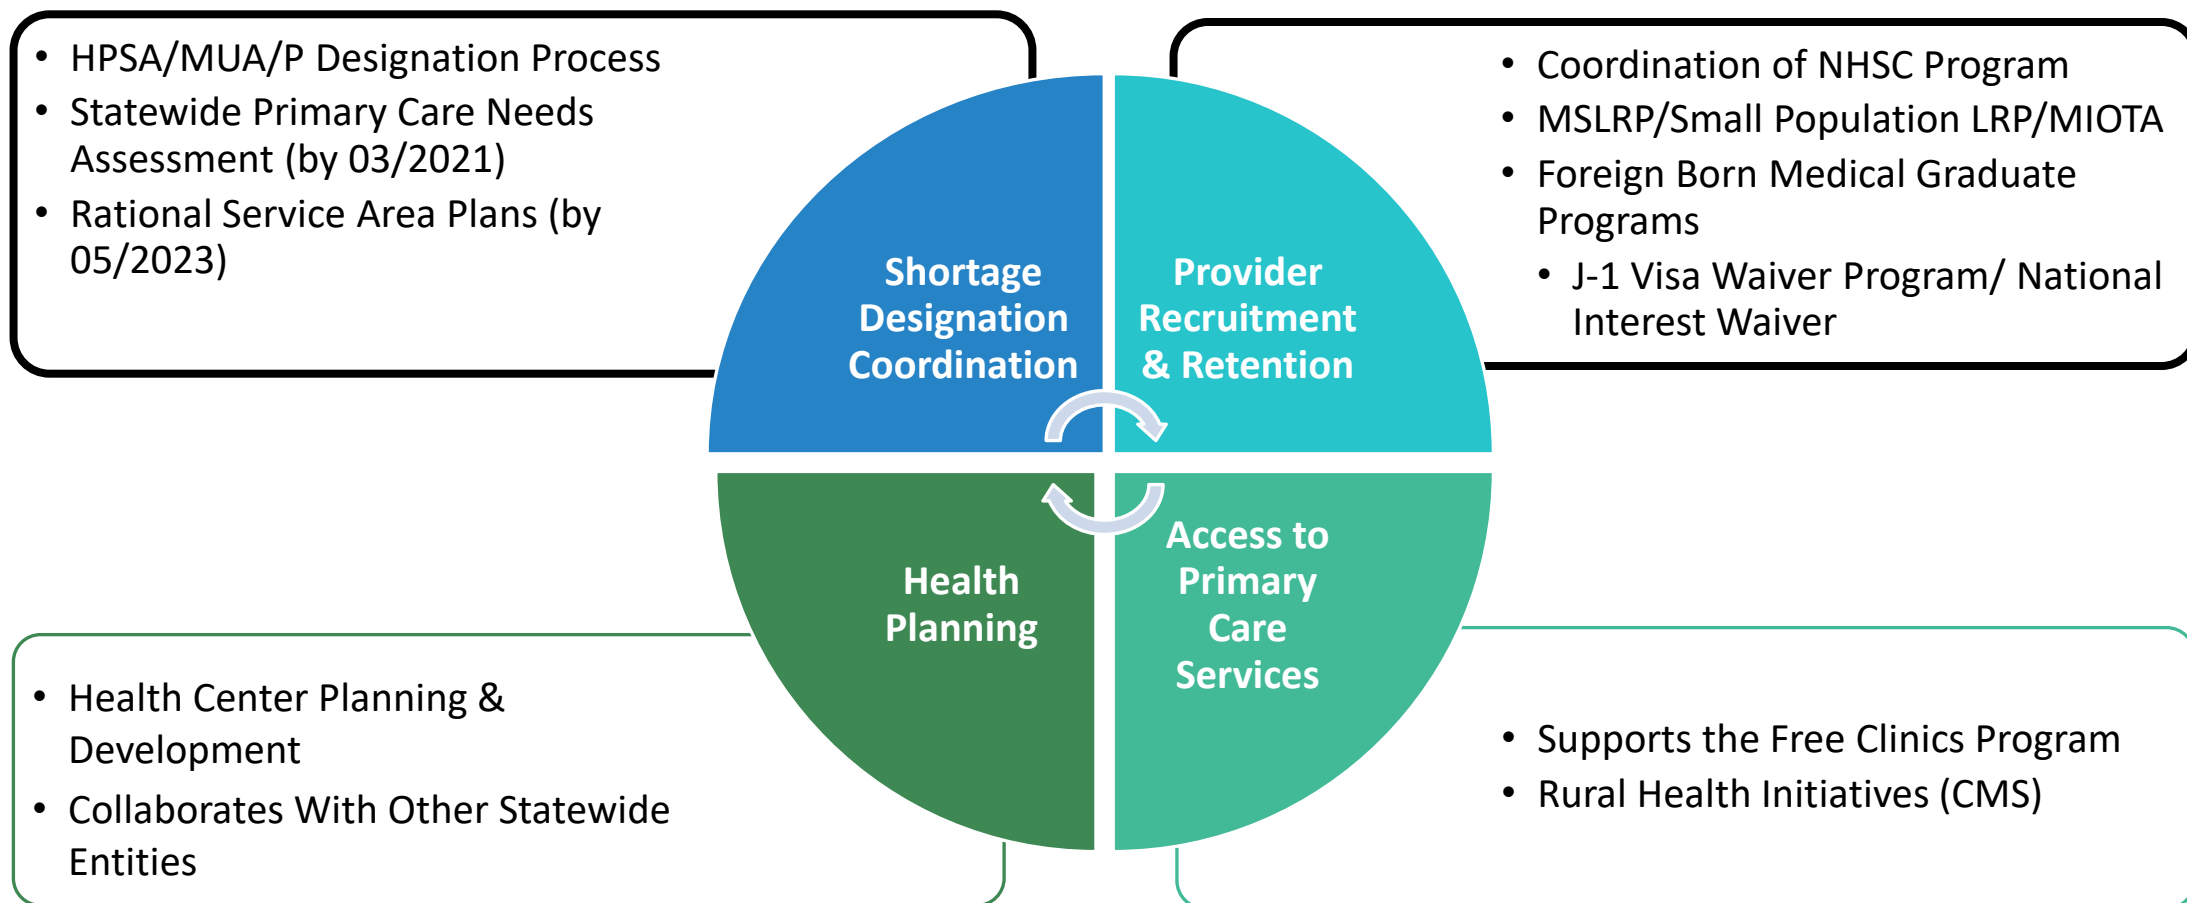 • HPSA/MUA/P Designation Process
• Statewide Primary Care Needs
Assessment (by 03/2021)
• Rational Service Area Plans (by
05/2023)
• Coordination of NHSC Program
• MSLRP/Small Population LRP/MIOTA
• Foreign Born Medical Graduate
Programs
• J-1 Visa Waiver Program/ National
Interest Waiver
Shortage
Designation
Coordination
Provider
Recruitment
& Retention
Health
Planning
Access to
Primary
Care
Services
• Health Center Planning &
Development
• Collaborates With Other Statewide
Entities
• Supports the Free Clinics Program
• Rural Health Initiatives (CMS)